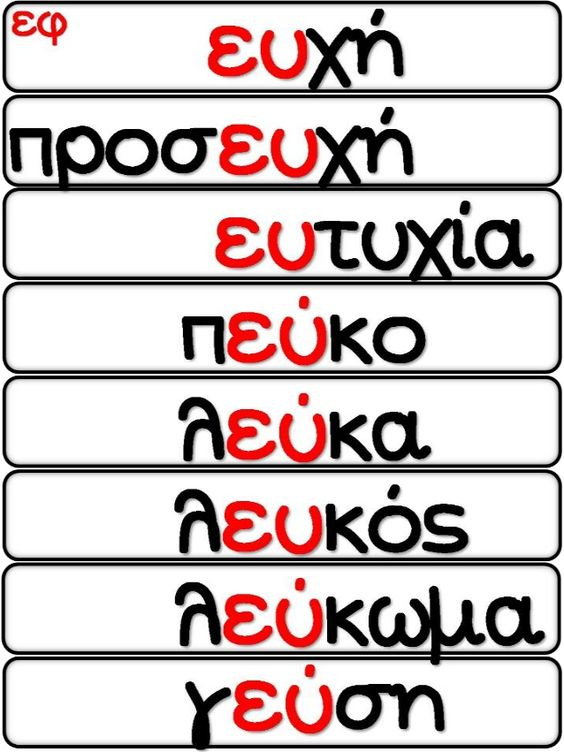 εφ
ευχή
προσευχή
ευτυχία
πεύκο
λεύκα
λευκός
λεύκωμα
γεύση